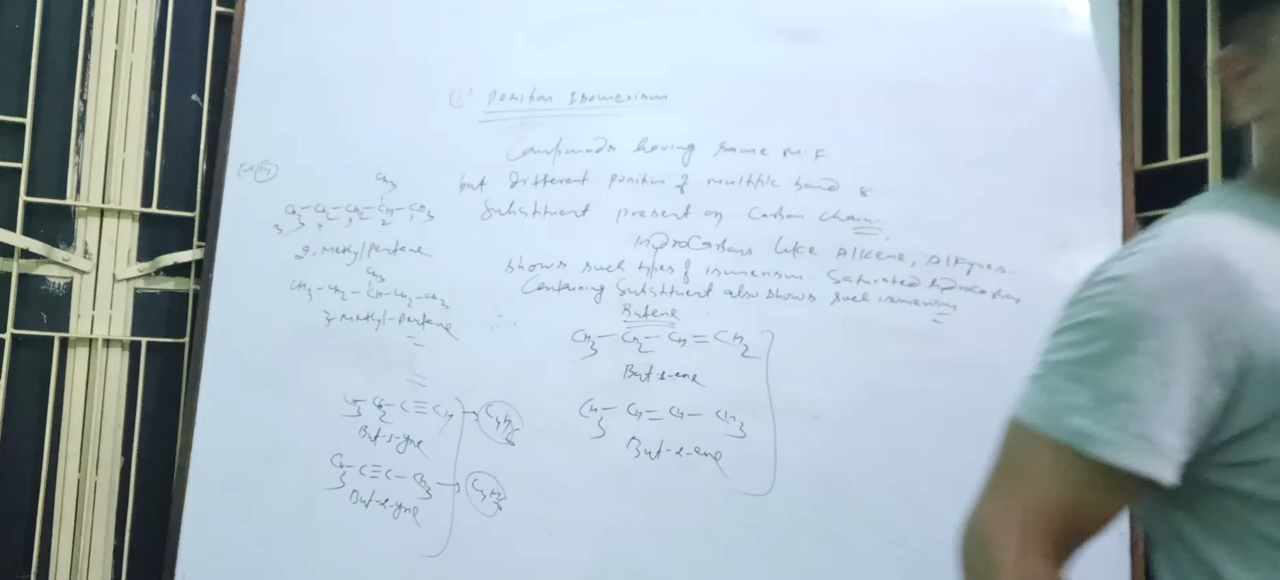 Position Isomerism
Compounds having same M.F
but Different position of multiple bond &
Substituent present on Carbon chain.
Hydrocarbons like Alkene, Alkynes.
shows such types of isomerism. Saturated hydrocarbons
Containing Substituent also shows such isomerism
Butene
CH3-CH2-CH=CH2
But-1-ene
CH3-CH=CH-CH3
But-2-ene
CH3
CH3-CH2-CH2-CH-CH3
2-Methylpentane
CH3
CH3-CH2-CH-CH2-CH3
3-Methyl-pentane
CH3-CH2-C≡CH
C4H6
But-1-yne
CH3-C≡C-CH3
C4H6
But-2-yne